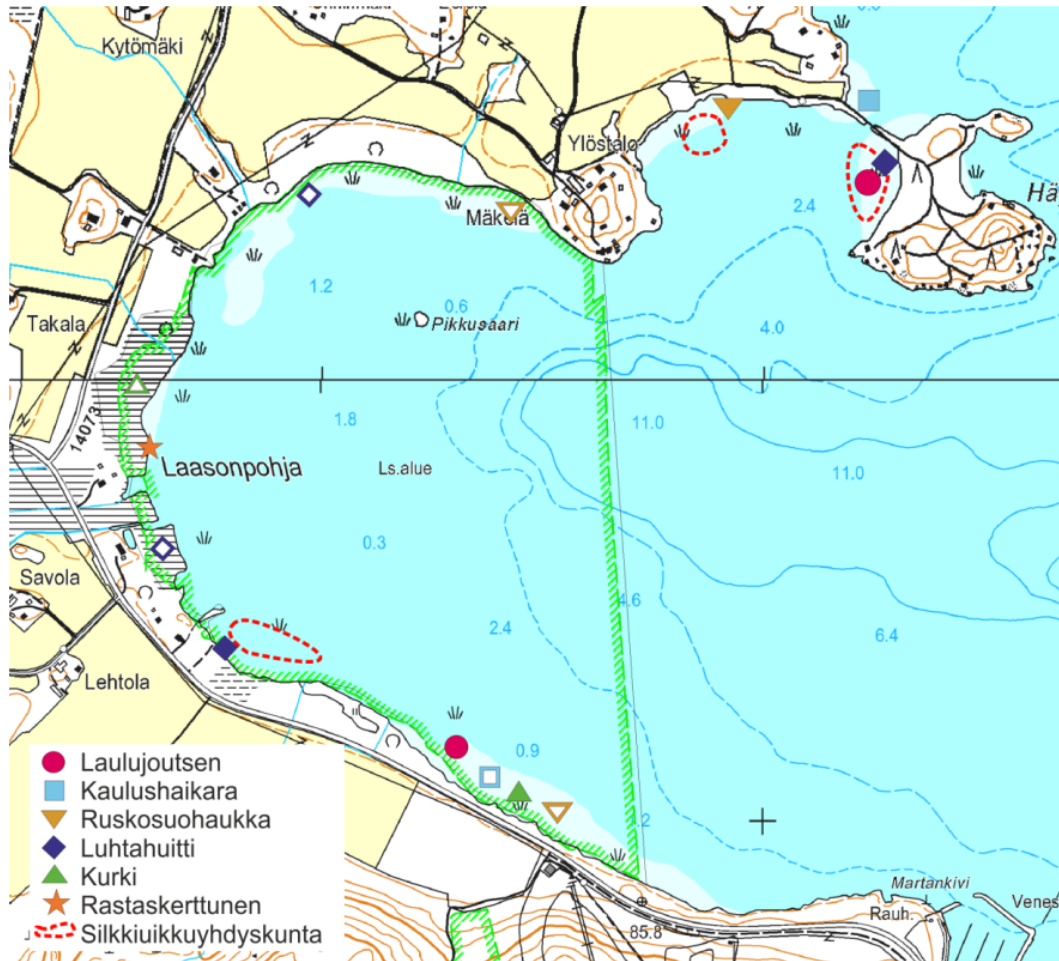 Kytömäki
Ylöstalo
Mäkelä
2.4
1.2
0.6
Pikkusaari
4.0
Takala
14073
1.8
11.0
Laasonpohja
Ls.alue
11.0
0.3
Savola
4.6
2.4
6.4
Lehtola
0.9
Laulujoutsen
Kaulushaikara
Ruskosuohaukka
Luhtahuitti
Kurki
Rastaskerttunen
Silkkiuikkuyhdyskunta
Martankivi
Rauh.
85.8